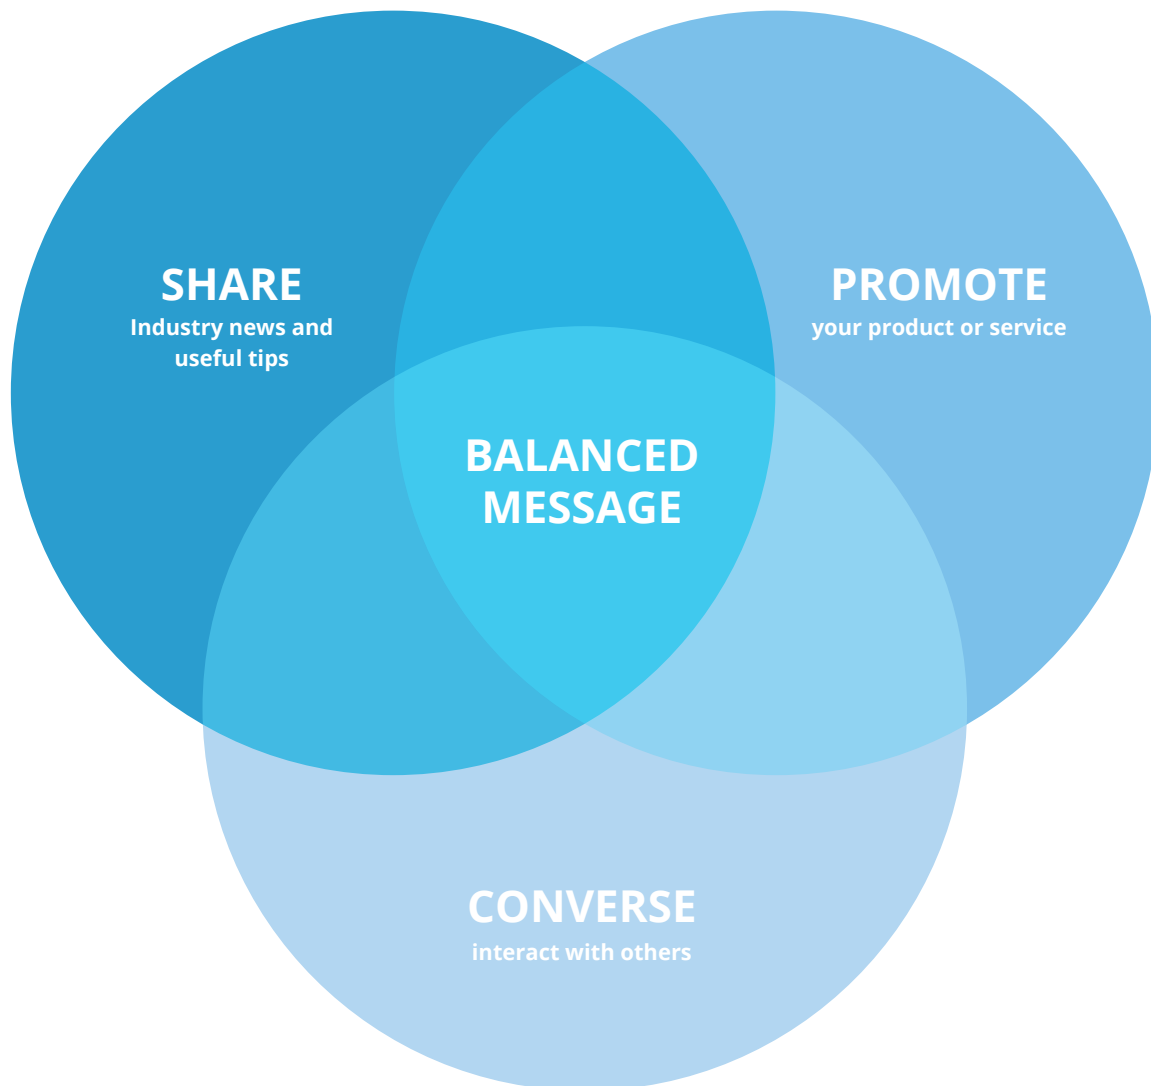 SHARE
Industry news and
useful tips
PROMOTE
your product or service
BALANCED
MESSAGE
CONVERSE
interact with others